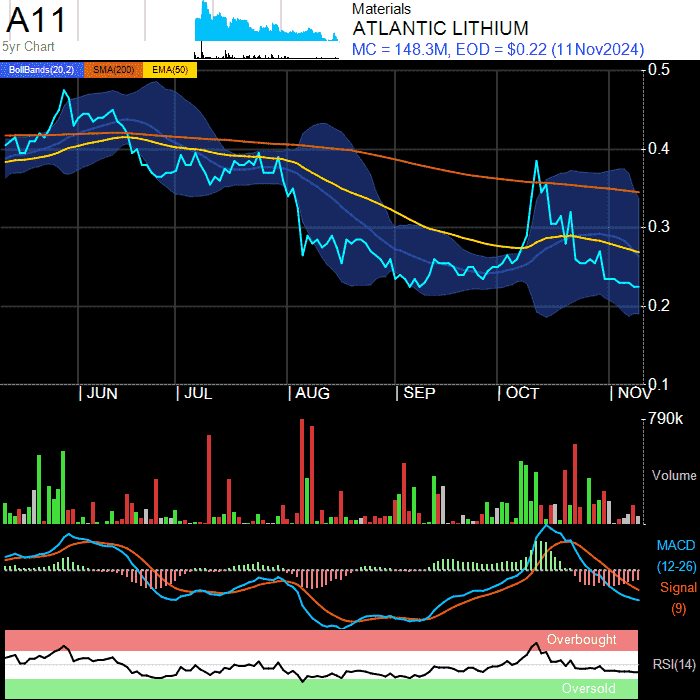 A11
5yr Chart
Materials
ATLANTIC LITHIUM
MC = 148.3M, EOD = $0.22 (11Nov2024)
BollBands(20,2) SMA(200) EMA(50)
0.5
0.4
0.3
0.2
0.1
JUN JUL AUG SEP OCT NOV
790k
Volume
MACD
(12-26)
Signal
(9)
Overbought
RSI(14)
Oversold